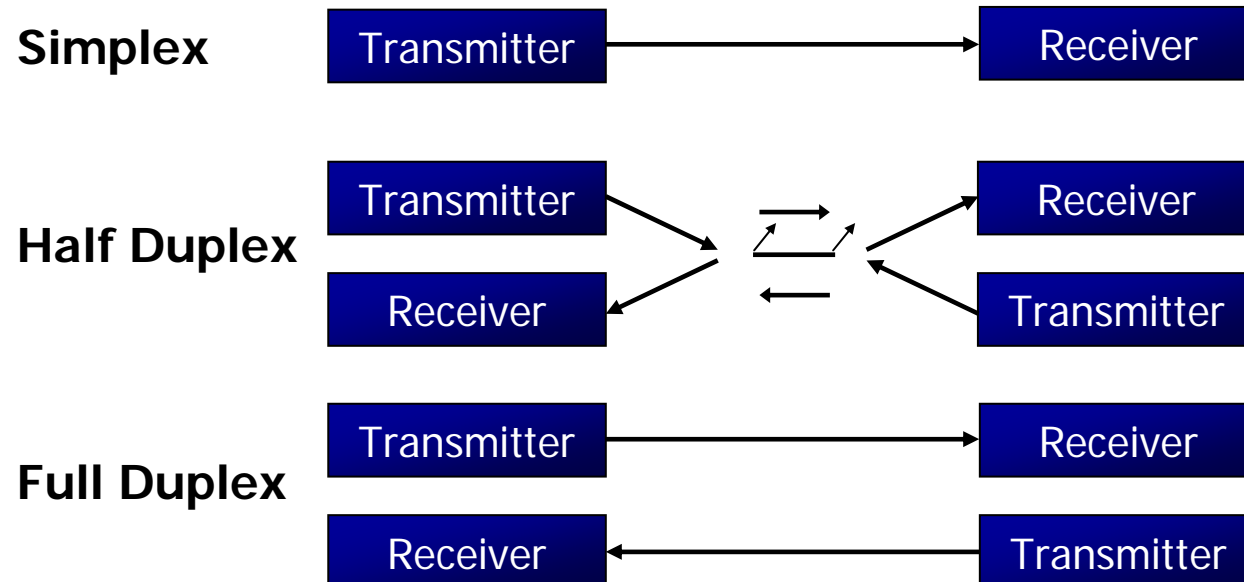 Simplex Transmitter Receiver
Transmitter Receiver
Half Duplex
Receiver Transmitter
Transmitter Receiver
Full Duplex
Receiver Transmitter